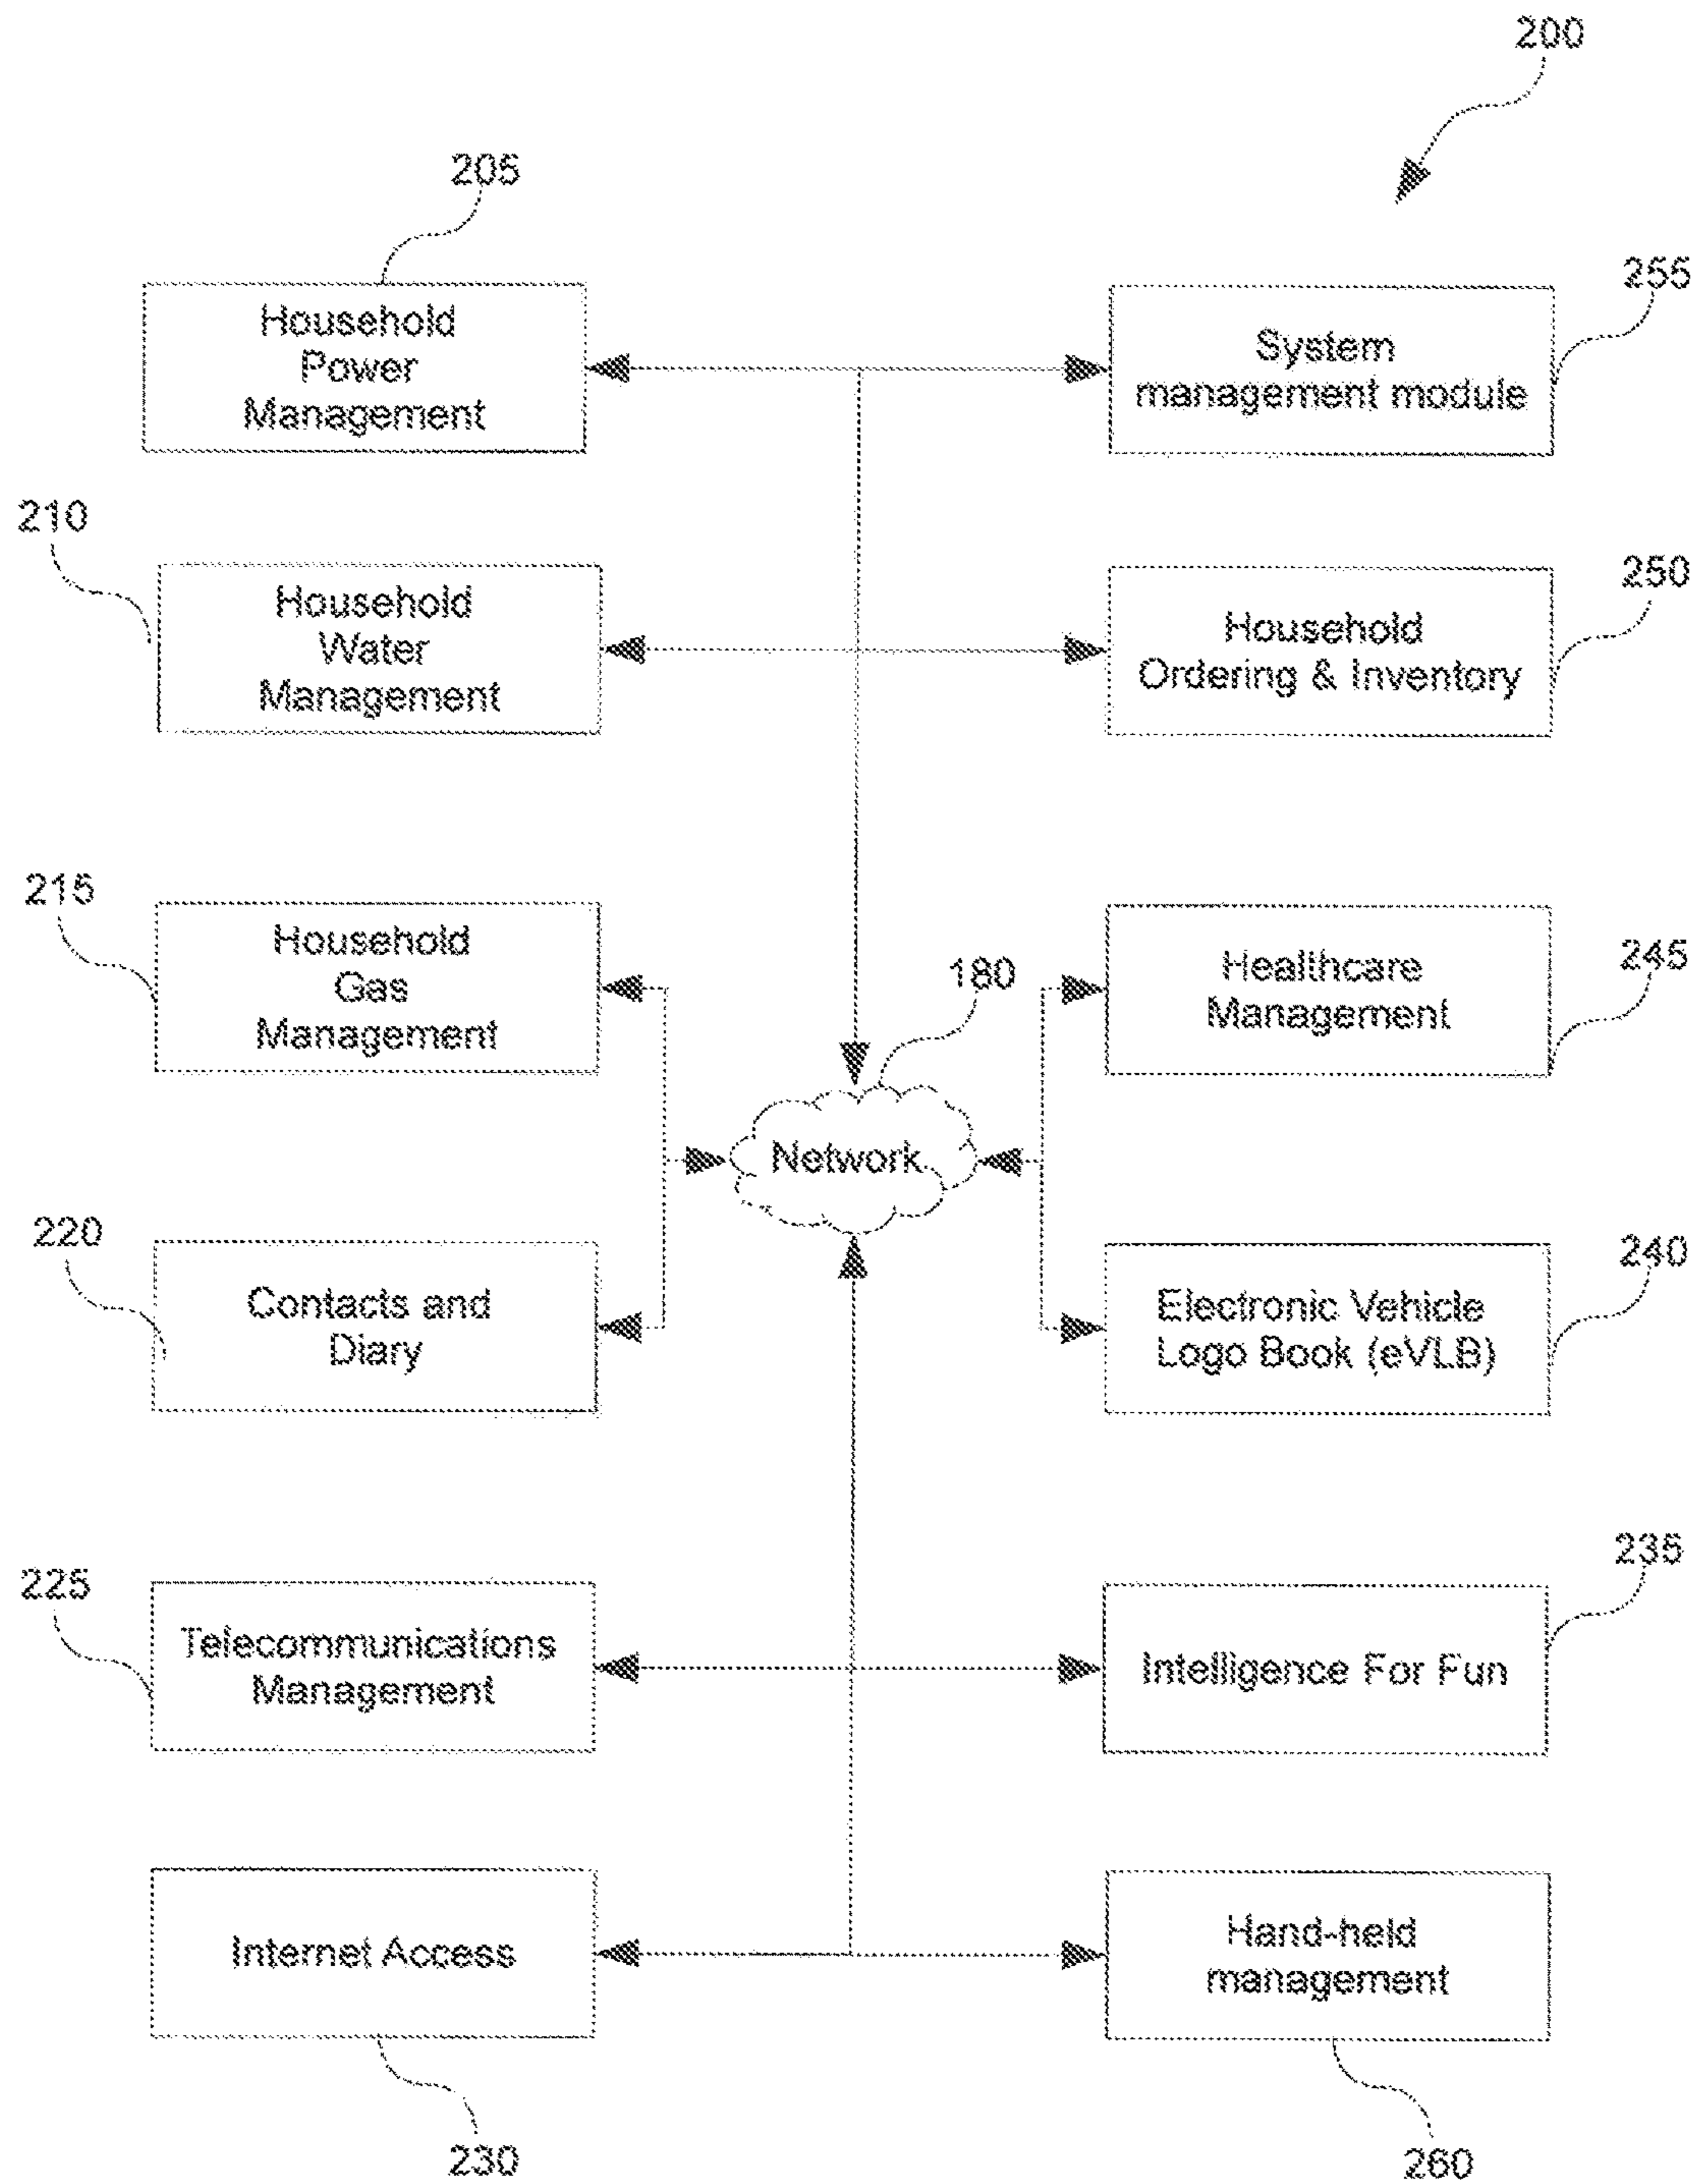 200
205
Household
Power
Management
255
System
management module
210
Household
Water
Management
250
Household
Ordering & Inventory
215
Household
Gas
Management
180
Network
245
Healthcare
Management
220
Contacts and
Diary
240
Electronic Vehicle
Logo Book (eVLB)
225
Telecommunications
Management
235
Intelligence For Fun
Internet Access
230
Hand-held
management
260